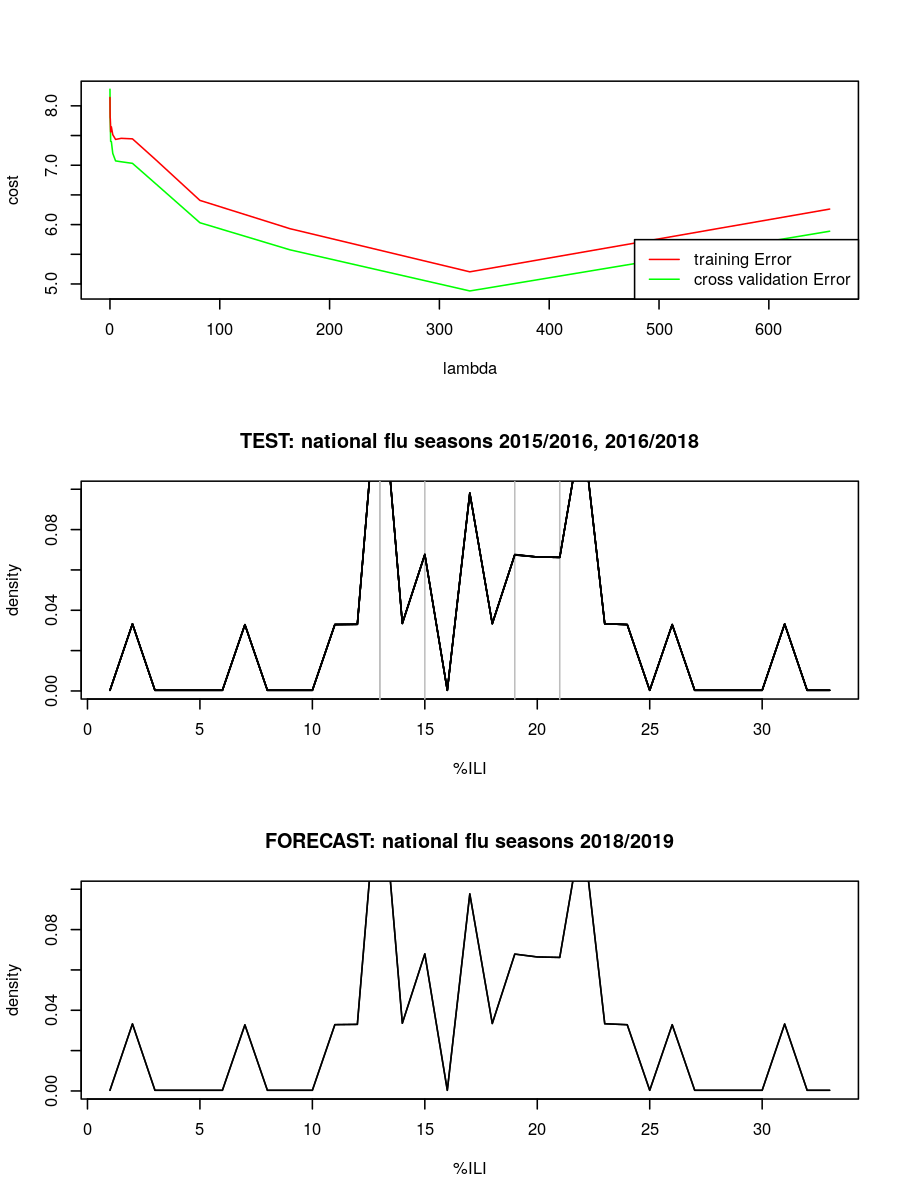 8.0
7.0
6.0
5.0
cost
training Error
cross validation Error
0 100 200 300 400 500 600
lambda
TEST: national flu seasons 2015/2016, 2016/2018
0.08
0.04
0.00
density
0 5 10 15 20 25 30
%ILI
FORECAST: national flu seasons 2018/2019
0.08
0.04
0.00
density
0 5 10 15 20 25 30
%ILI